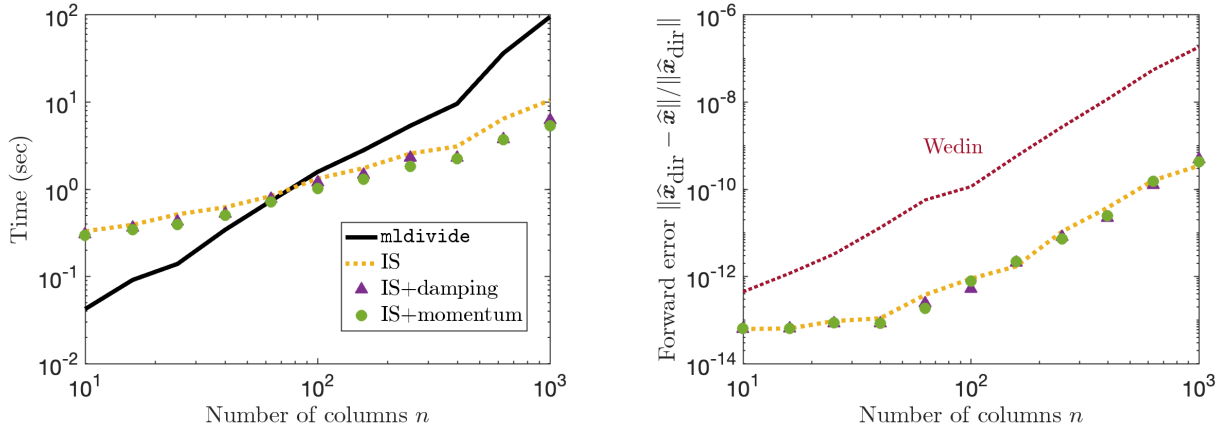 10^2
10^1
10^0
10^{-1}
10^{-2}
Time (sec)
mldivide
IS
IS+damping
IS+momentum
10^1
10^2
10^3
Number of columns n
10^{-6}
10^{-8}
10^{-10}
10^{-12}
10^{-14}
Forward error ‖x̂_dir − x̂‖/‖x̂_dir‖
Wedin
10^1
10^2
10^3
Number of columns n